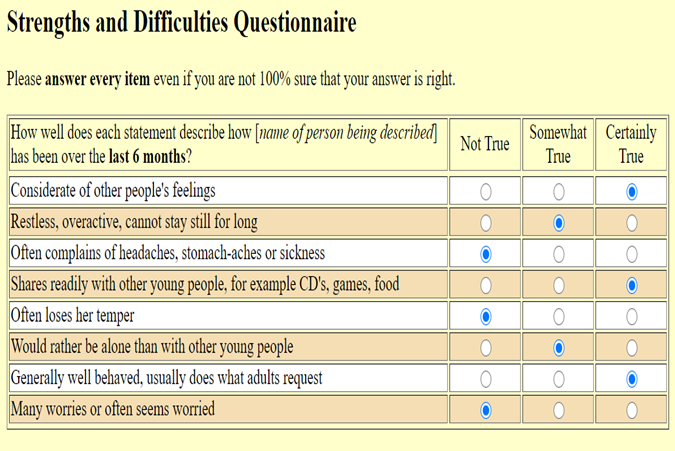 Strengths and Difficulties Questionnaire
Please answer every item even if you are not 100% sure that your answer is right.
How well does each statement describe how [name of person being described]
has been over the last 6 months?
Not True
Somewhat
True
Certainly
True
Considerate of other people's feelings
Restless, overactive, cannot stay still for long
Often complains of headaches, stomach-aches or sickness
Shares readily with other young people, for example CD's, games, food
Often loses her temper
Would rather be alone than with other young people
Generally well behaved, usually does what adults request
Many worries or often seems worried